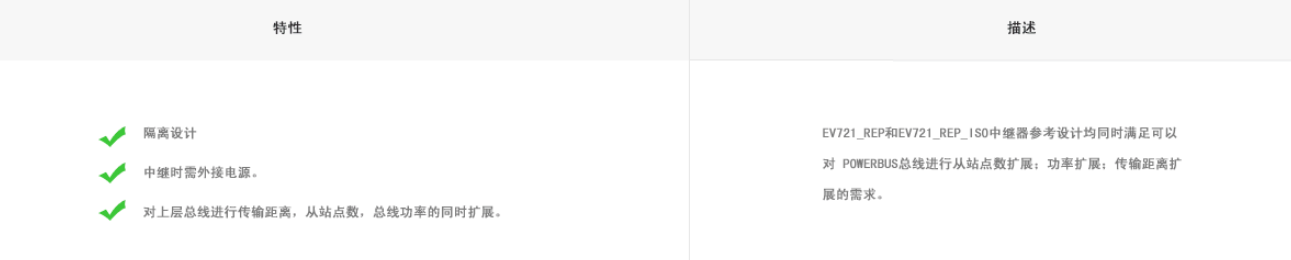 特性
描述
隔离设计
中继时需外接电源。
对上层总线进行传输距离，从站点数，总线功率的同时扩展。
EV721_REP和EV721_REP_ISO中继器参考设计均同时满足可以
对 POWERBUS总线进行从站点数扩展；功率扩展；传输距离扩
展的需求。